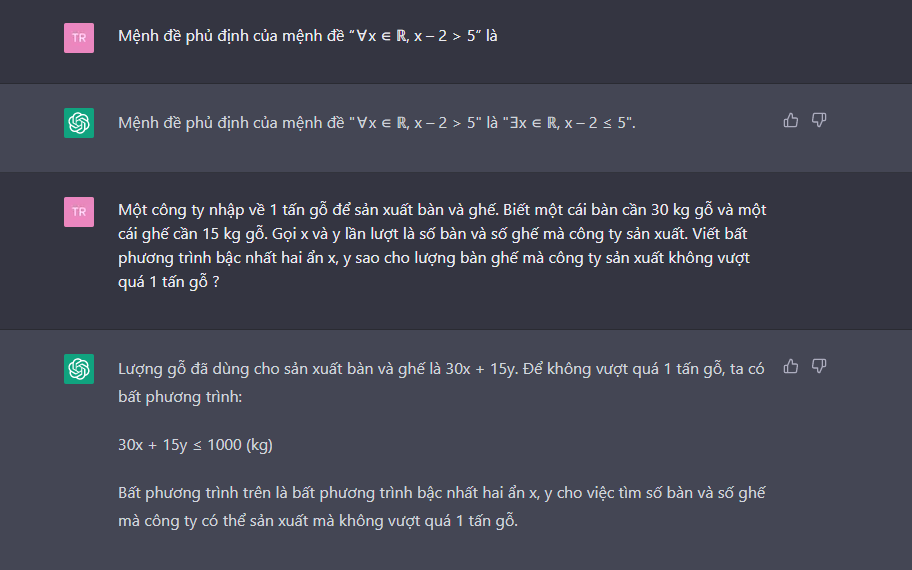 TR
Mệnh đề phủ định của mệnh đề “∀x ∈ ℝ, x – 2 > 5” là
Mệnh đề phủ định của mệnh đề "∀x ∈ ℝ, x – 2 > 5" là "∃x ∈ ℝ, x – 2 ≤ 5".
TR
Một công ty nhập về 1 tấn gỗ để sản xuất bàn và ghế. Biết một cái bàn cần 30 kg gỗ và một
cái ghế cần 15 kg gỗ. Gọi x và y lần lượt là số bàn và số ghế mà công ty sản xuất. Viết bất
phương trình bậc nhất hai ẩn x, y sao cho lượng bàn ghế mà công ty sản xuất không vượt
quá 1 tấn gỗ ?
Lượng gỗ đã dùng cho sản xuất bàn và ghế là 30x + 15y. Để không vượt quá 1 tấn gỗ, ta có
bất phương trình:
30x + 15y ≤ 1000 (kg)
Bất phương trình trên là bất phương trình bậc nhất hai ẩn x, y cho việc tìm số bàn và số ghế
mà công ty có thể sản xuất mà không vượt quá 1 tấn gỗ.